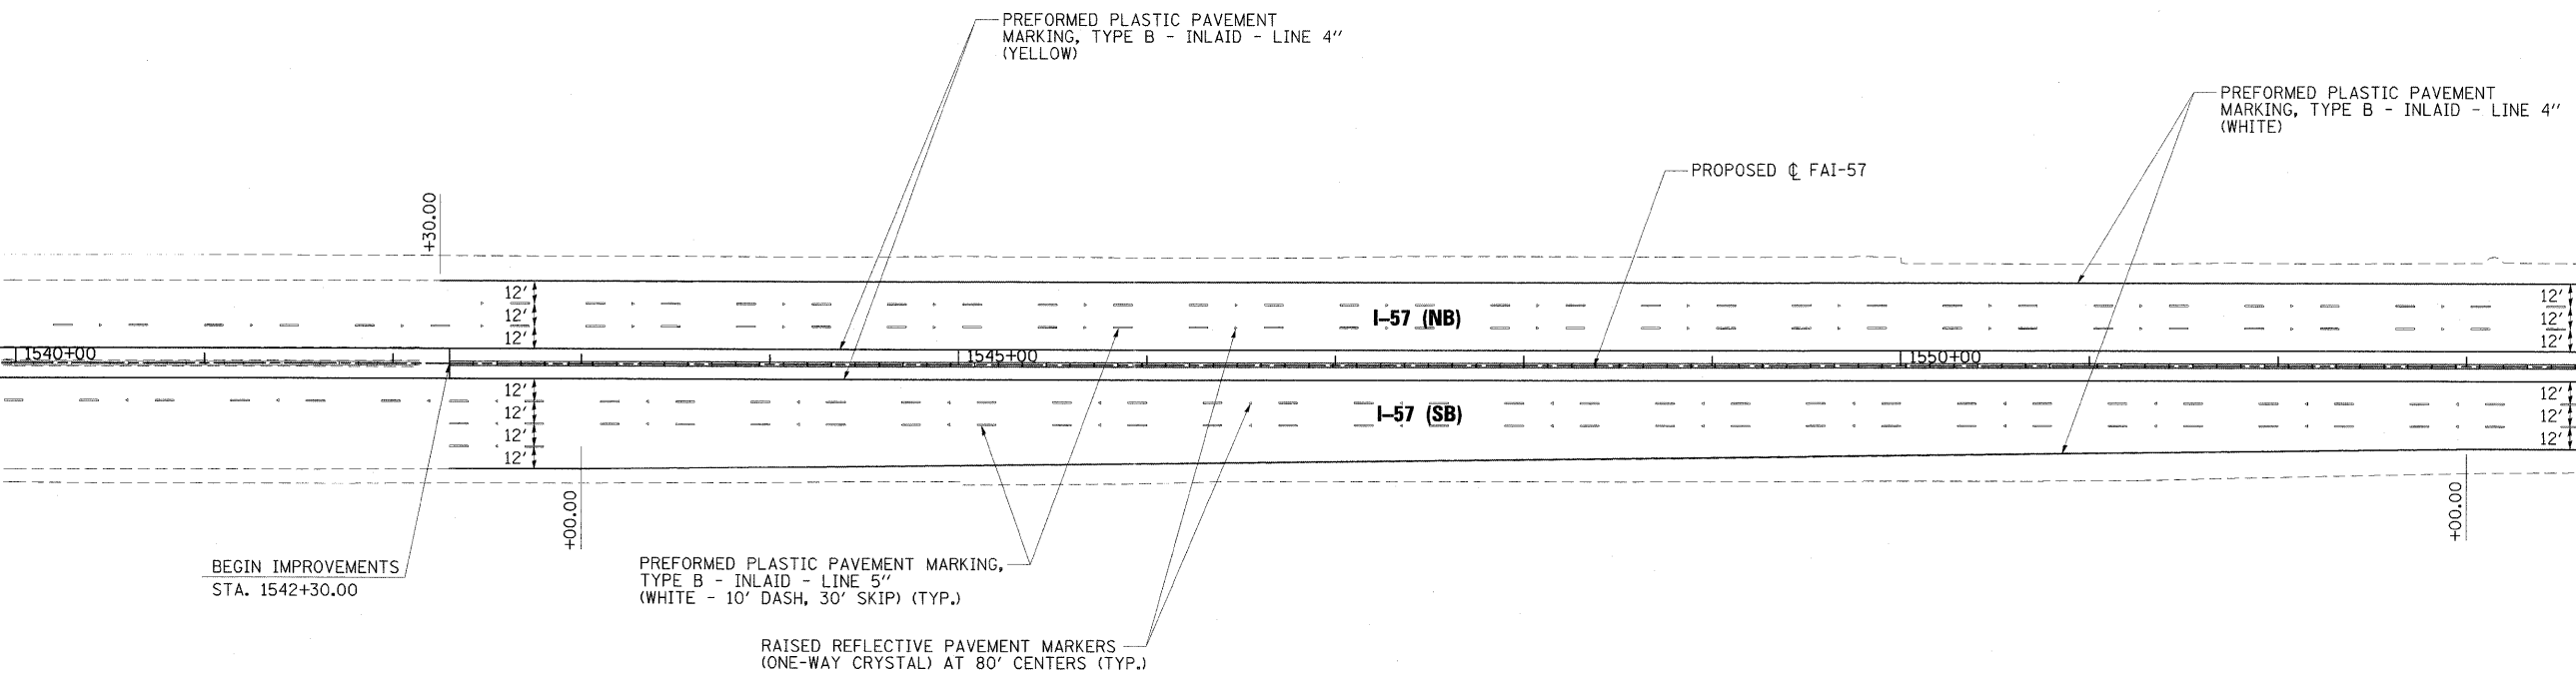 PREFORMED PLASTIC PAVEMENT
MARKING, TYPE B - INLAID - LINE 4"
(YELLOW)
PREFORMED PLASTIC PAVEMENT
MARKING, TYPE B - INLAID - LINE 4"
(WHITE)
PROPOSED ℄ FAI-57
+30.00
12'
12'
12'
I-57 (NB)
12'
12'
12'
1540+00
1545+00
1550+00
12'
12'
12'
12'
I-57 (SB)
12'
12'
12'
+00.00
+00.00
BEGIN IMPROVEMENTS
STA. 1542+30.00
PREFORMED PLASTIC PAVEMENT MARKING,
TYPE B - INLAID - LINE 5"
(WHITE - 10' DASH, 30' SKIP) (TYP.)
RAISED REFLECTIVE PAVEMENT MARKERS
(ONE-WAY CRYSTAL) AT 80' CENTERS (TYP.)